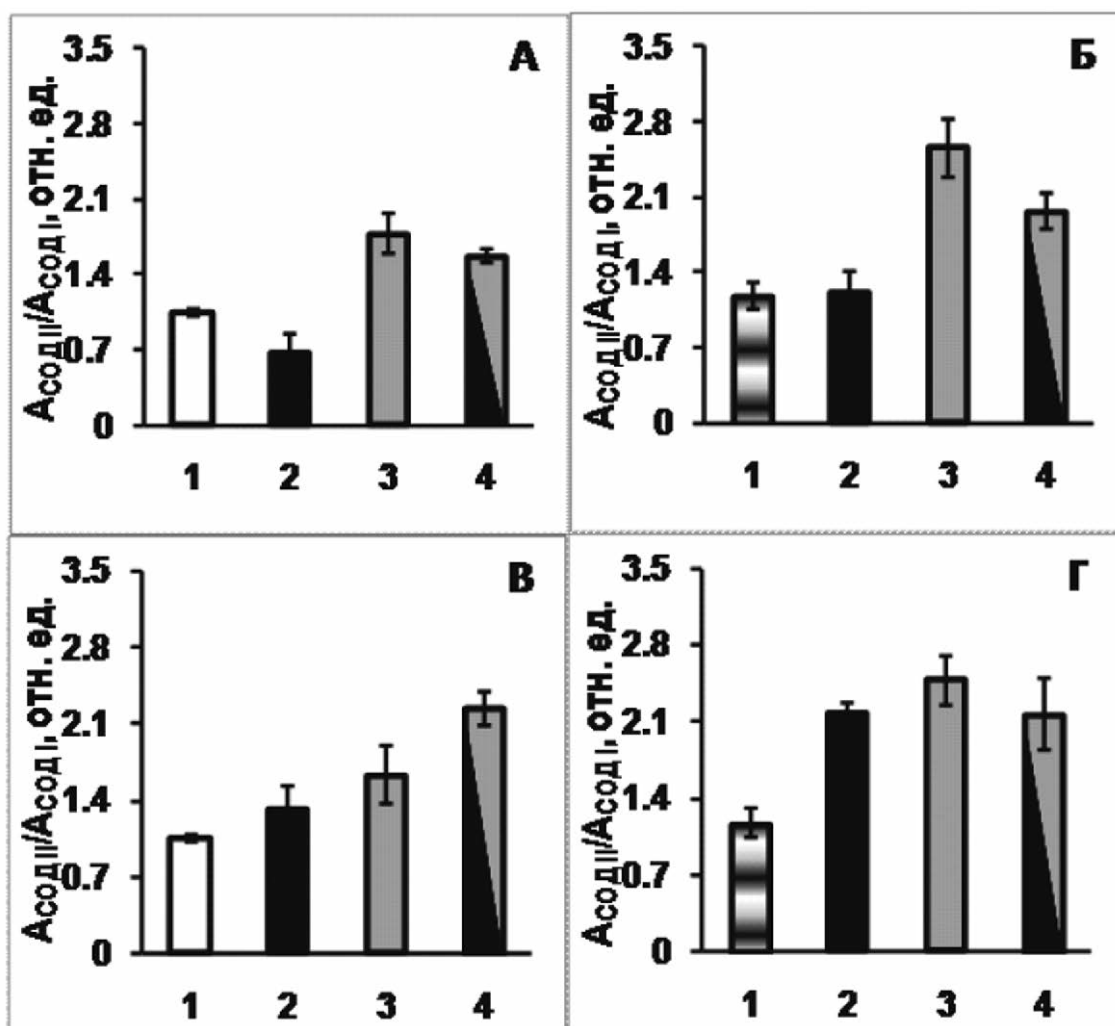 А
3.5
2.8
2.1
1.4
0.7
0
АСОД II/АСОД I, отн. ед.
1 2 3 4
Б
3.5
2.8
2.1
1.4
0.7
0
АСОД II/АСОД I, отн. ед.
1 2 3 4
В
3.5
2.8
2.1
1.4
0.7
0
АСОД II/АСОД I, отн. ед.
1 2 3 4
Г
3.5
2.8
2.1
1.4
0.7
0
АСОД II/АСОД I, отн. ед.
1 2 3 4